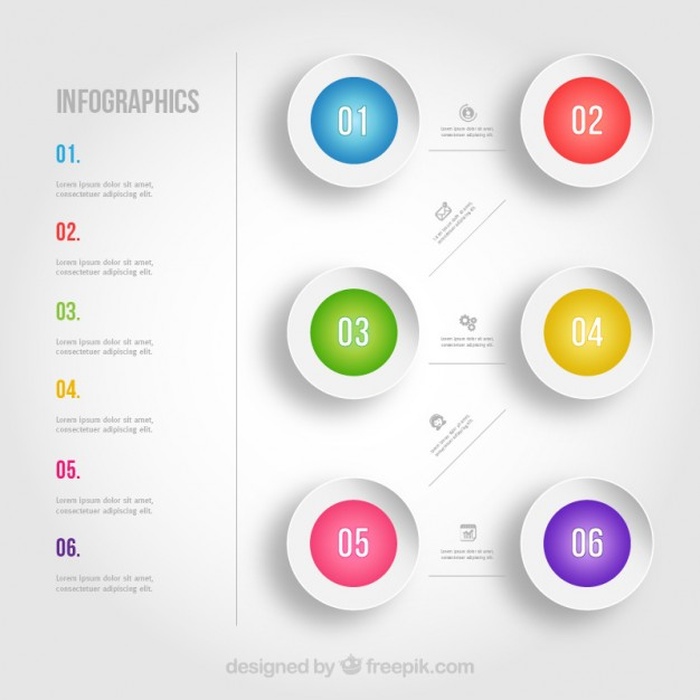 INFOGRAPHICS
01.
Lorem ipsum dolor sit amet,
consectetuer adipiscing elit.
02.
Lorem ipsum dolor sit amet,
consectetuer adipiscing elit.
03.
Lorem ipsum dolor sit amet,
consectetuer adipiscing elit.
04.
Lorem ipsum dolor sit amet,
consectetuer adipiscing elit.
05.
Lorem ipsum dolor sit amet,
consectetuer adipiscing elit.
06.
Lorem ipsum dolor sit amet,
consectetuer adipiscing elit.
01
Lorem ipsum dolor sit amet,
consectetuer adipiscing elit.
02
Lorem ipsum dolor sit amet,
consectetuer adipiscing elit.
03
Lorem ipsum dolor sit amet,
consectetuer adipiscing elit.
04
Lorem ipsum dolor sit amet,
consectetuer adipiscing elit.
05
Lorem ipsum dolor sit amet,
consectetuer adipiscing elit.
06
designed by freepik.com